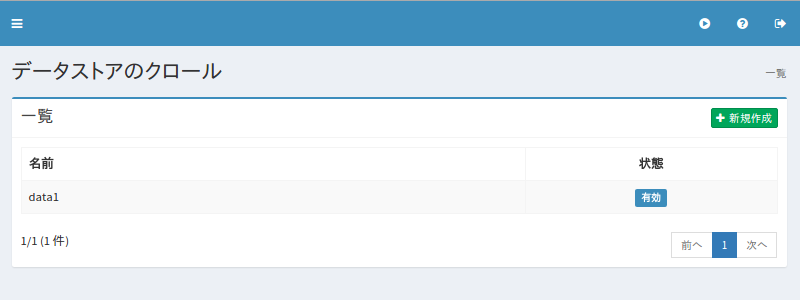 データストアのクロール
一覧
一覧
新規作成
名前 状態
data1 有効
1/1 (1 件)
前へ 1 次へ